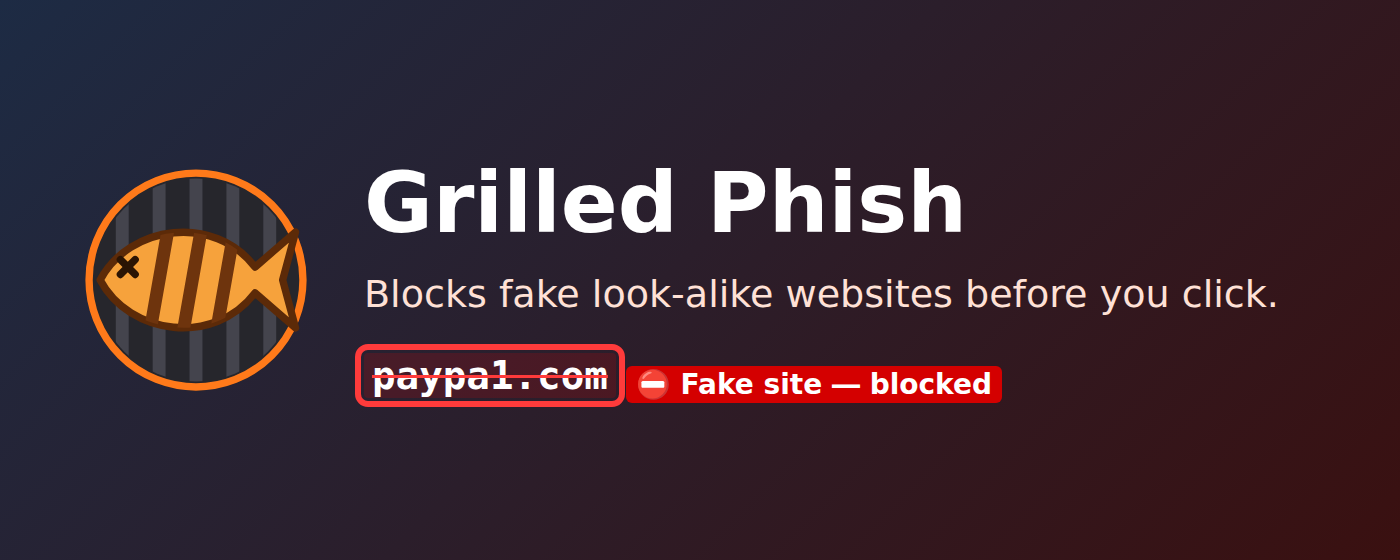 Grilled Phish
Blocks fake look-alike websites before you click.
paypa1.com ⛔ Fake site — blocked